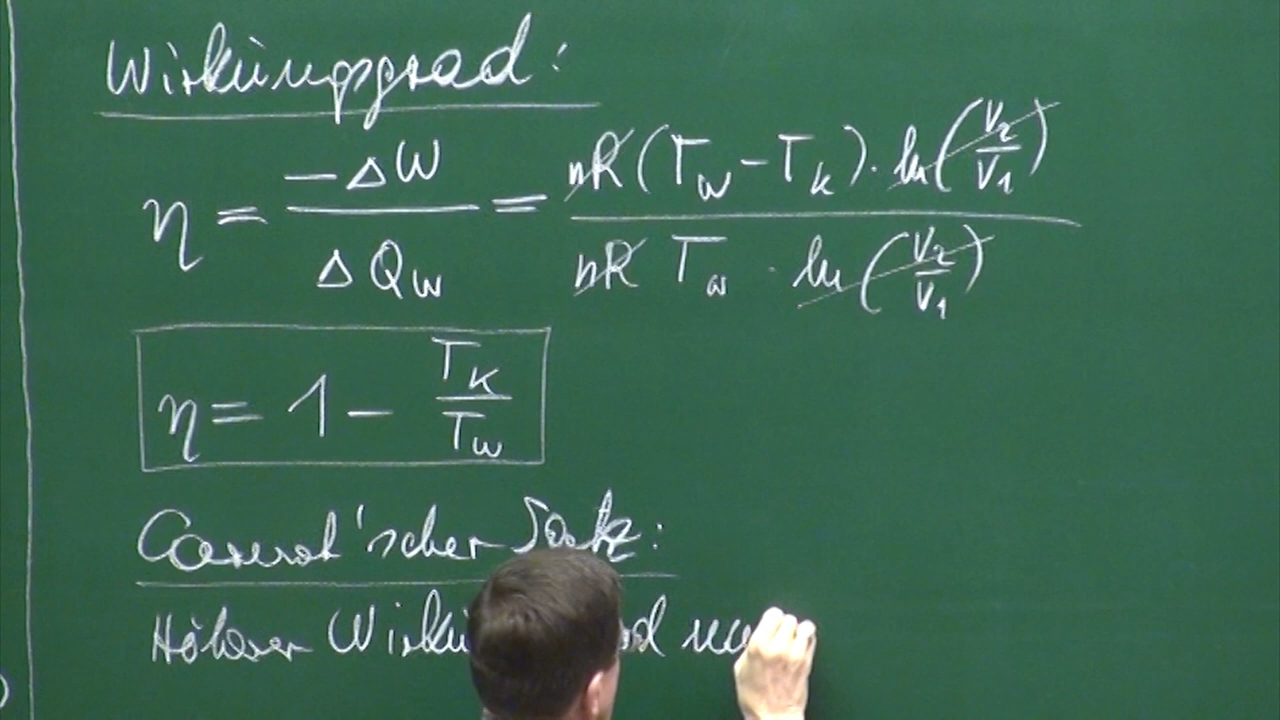 Wirkungsgrad:
η = −ΔW / ΔQ_W = nR (T_W − T_K) · ln(V_2/V_1) / nR T_W · ln(V_2/V_1)
η = 1 − T_K/T_W
Carnot'scher Satz:
Höherer